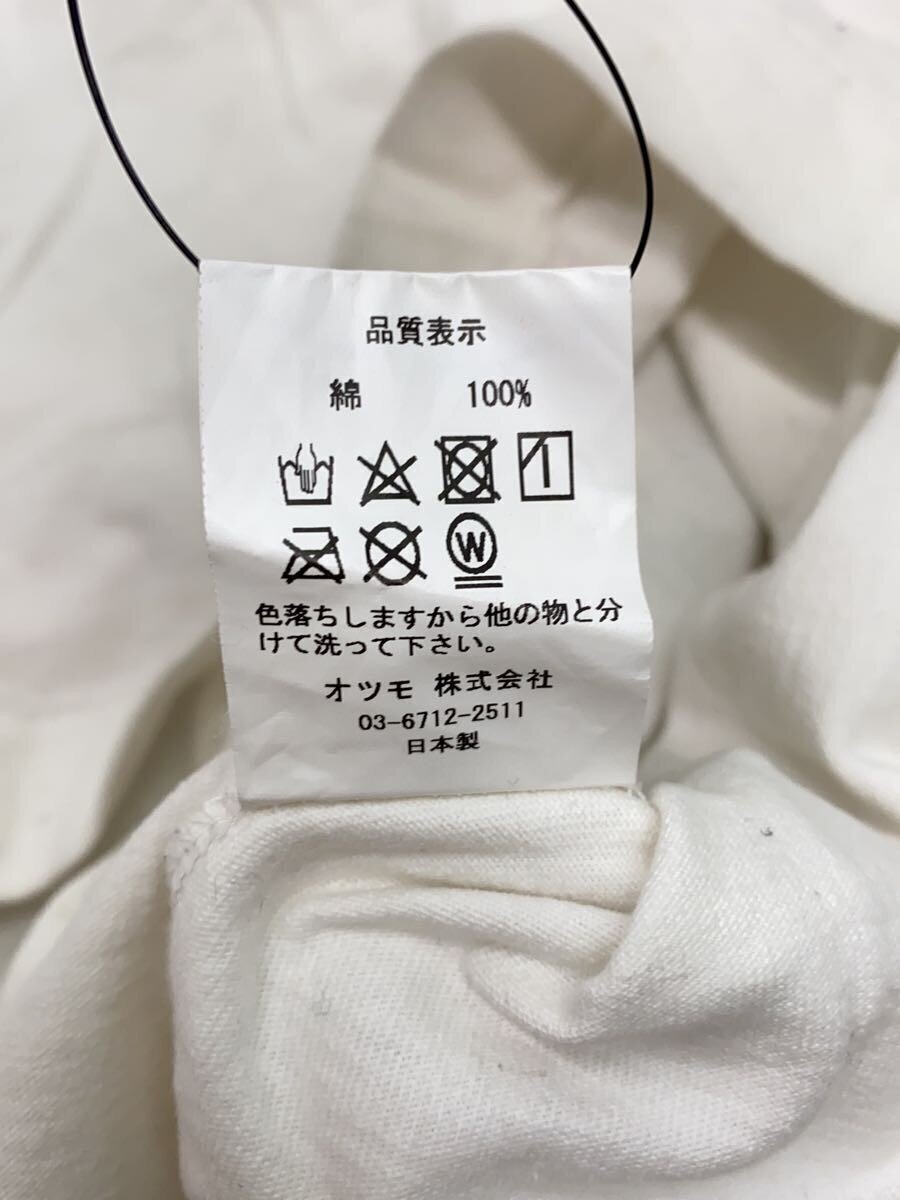 品質表示
綿 100%
W
色落ちしますから他の物と分
けて洗って下さい。
オツモ 株式会社
03-6712-2511
日本製